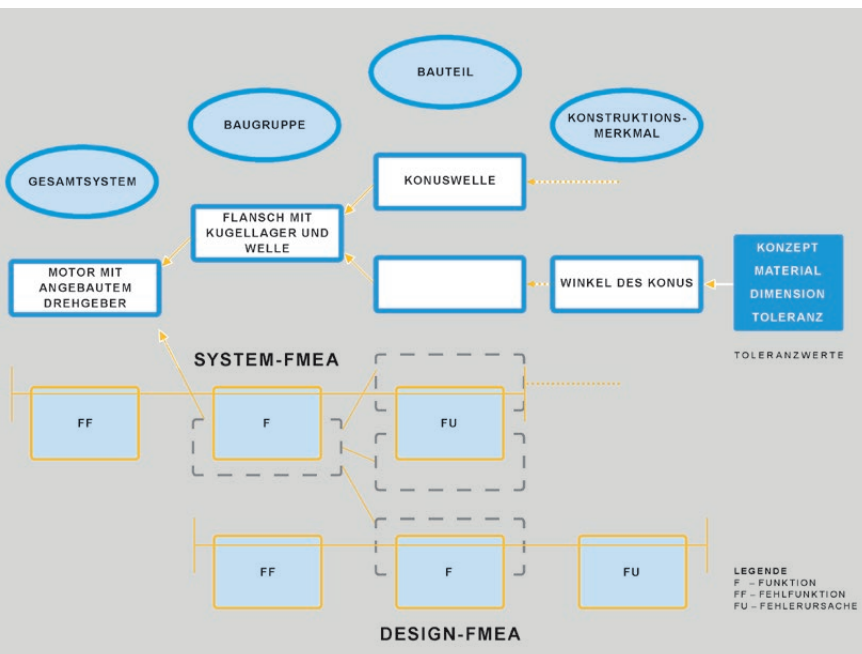 BAUTEIL
BAUGRUPPE
KONSTRUKTIONS-
MERKMAL
GESAMTSYSTEM
KONUSWELLE
FLANSCH MIT
KUGELLAGER UND
WELLE
MOTOR MIT
ANGEBAUTEM
DREHGEBER
WINKEL DES KONUS
KONZEPT
MATERIAL
DIMENSION
TOLERANZ
TOLERANZWERTE
SYSTEM-FMEA
FF
F
FU
FF
F
FU
DESIGN-FMEA
LEGENDE
F – FUNKTION
FF – FEHLFUNKTION
FU – FEHLERURSACHE